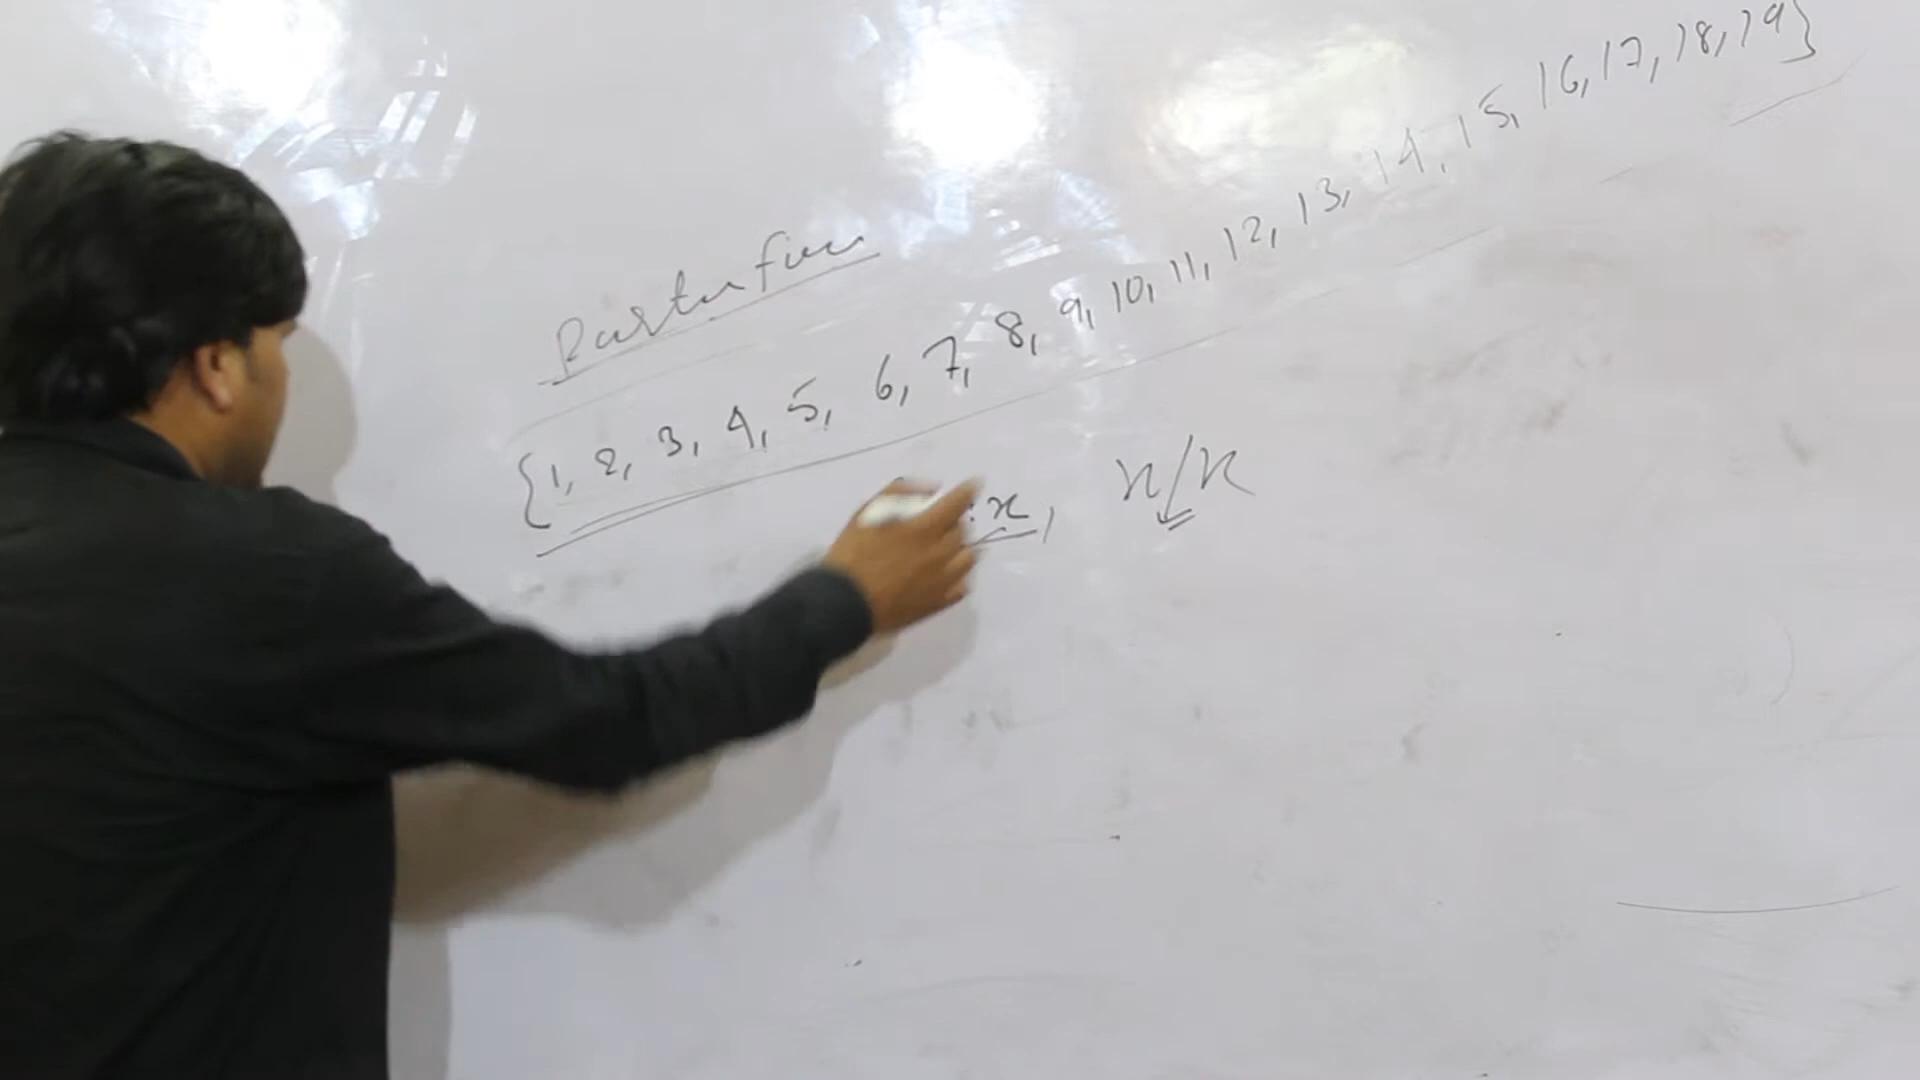 {1, 2, 3, 4, 5, 6, 7, 8, 9, 10, 11, 12, 13, 14, 15, 16, 17, 18, 19}
: x, x/x